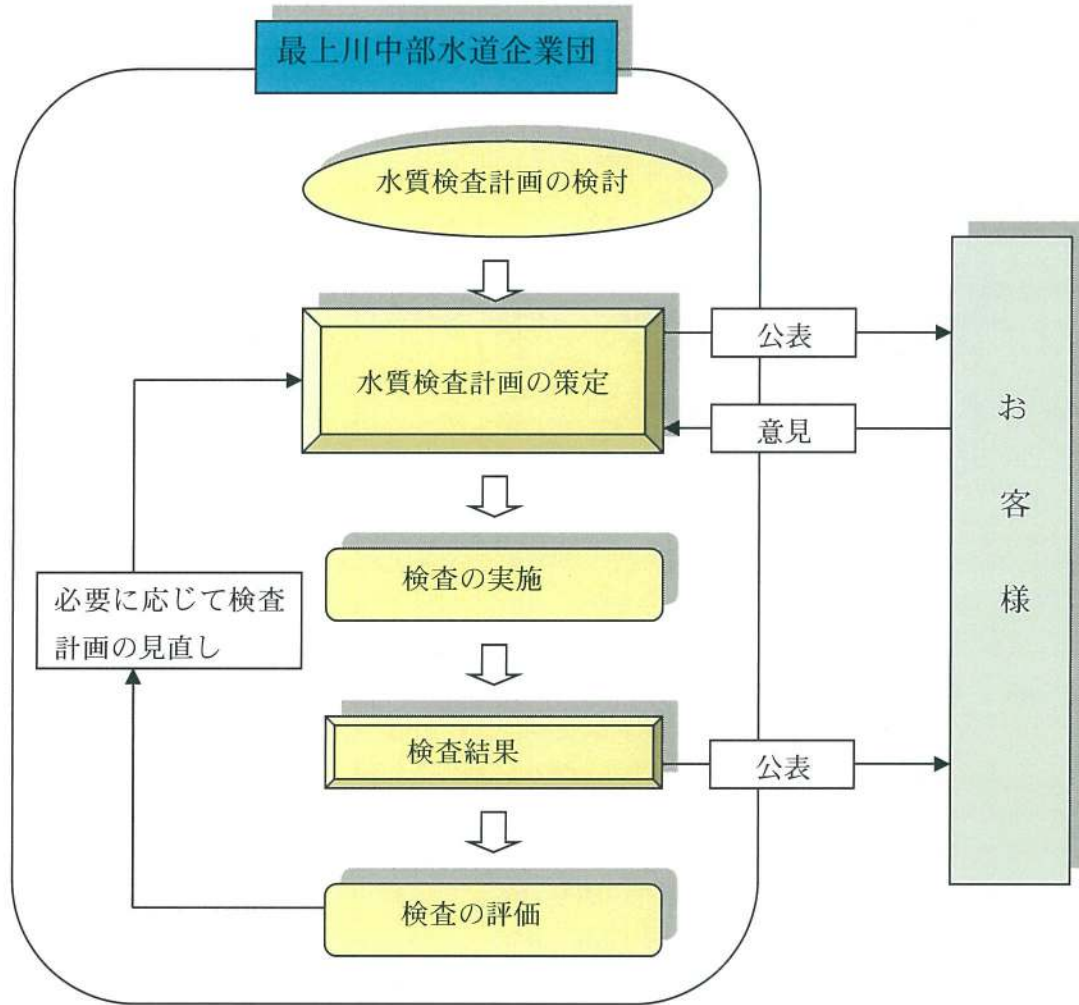 最上川中部水道企業団
水質検査計画の検討
水質検査計画の策定
公表
意見
お客様
検査の実施
必要に応じて検査
計画の見直し
検査結果
公表
検査の評価